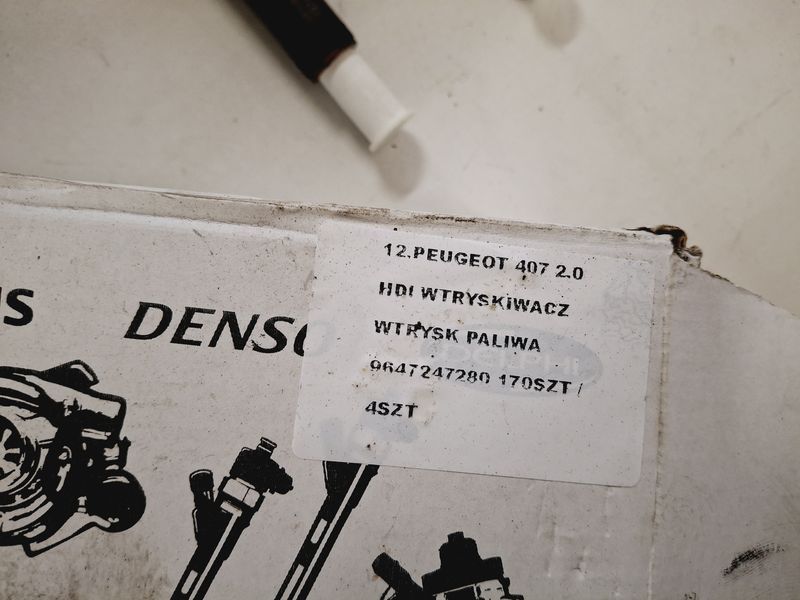 12.PEUGEOT 407 2.0
HDI WTRYSKIWACZ
WTRYSK PALIWA
9647247280 170SZT /
4SZT
DENSO